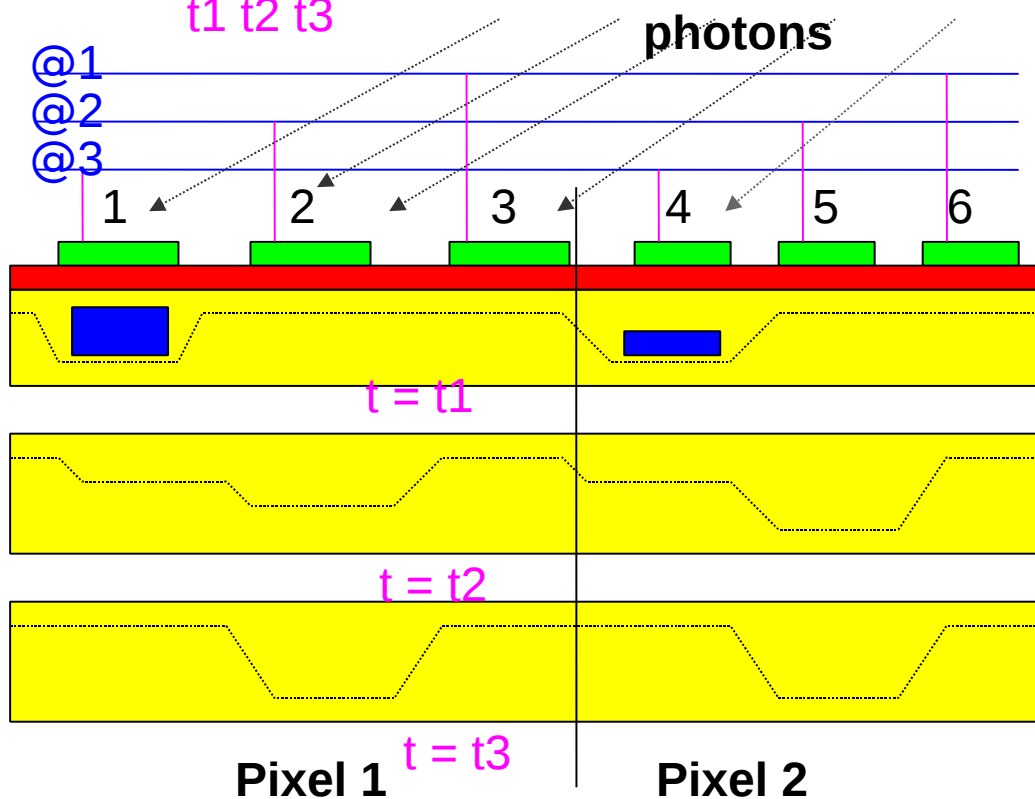 t1 t2 t3
photons
@1
@2
@3
1 2 3 4 5 6
t = t1
t = t2
t = t3
Pixel 1 Pixel 2